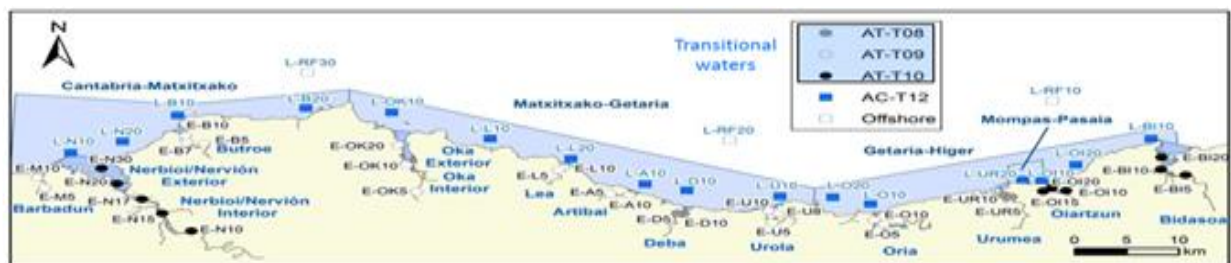 N
Transitional
waters
AT-T08
AT-T09
AT-T10
AC-T12
Offshore
L-RF30
L-RF10
L-RF20
Cantabria-Matxitxako
Matxitxako-Getaria
Mompas-Pasaia
Getaria-Higer
L-B10
L-B20
L-OK10
L-N10
L-N20
L-L10
L-L20
L-A10
L-D10
L-U10
L-O20
L-O10
L-UR20
L-OI10
L-OI20
L-BI10
E-B10
E-B7
E-B5
Butroe
E-M10
E-M5
Barbadun
E-N30
E-N20
E-N17
E-N15
E-N10
Nerbioi/Nervión
Exterior
Nerbioi/Nervión
Interior
E-OK20
E-OK10
E-OK5
Oka
Exterior
Oka
Interior
E-L5
E-L10
Lea
E-A5
E-A10
Artibai
E-D5
E-D10
Deba
E-U10
E-U8
E-U5
Urola
E-O10
E-O5
Oria
E-UR10
E-UR5
Urumea
E-OI20
E-OI10
E-OI15
Oiartzun
E-BI10
E-BI20
E-BI5
Bidasoa
0 5 10
km